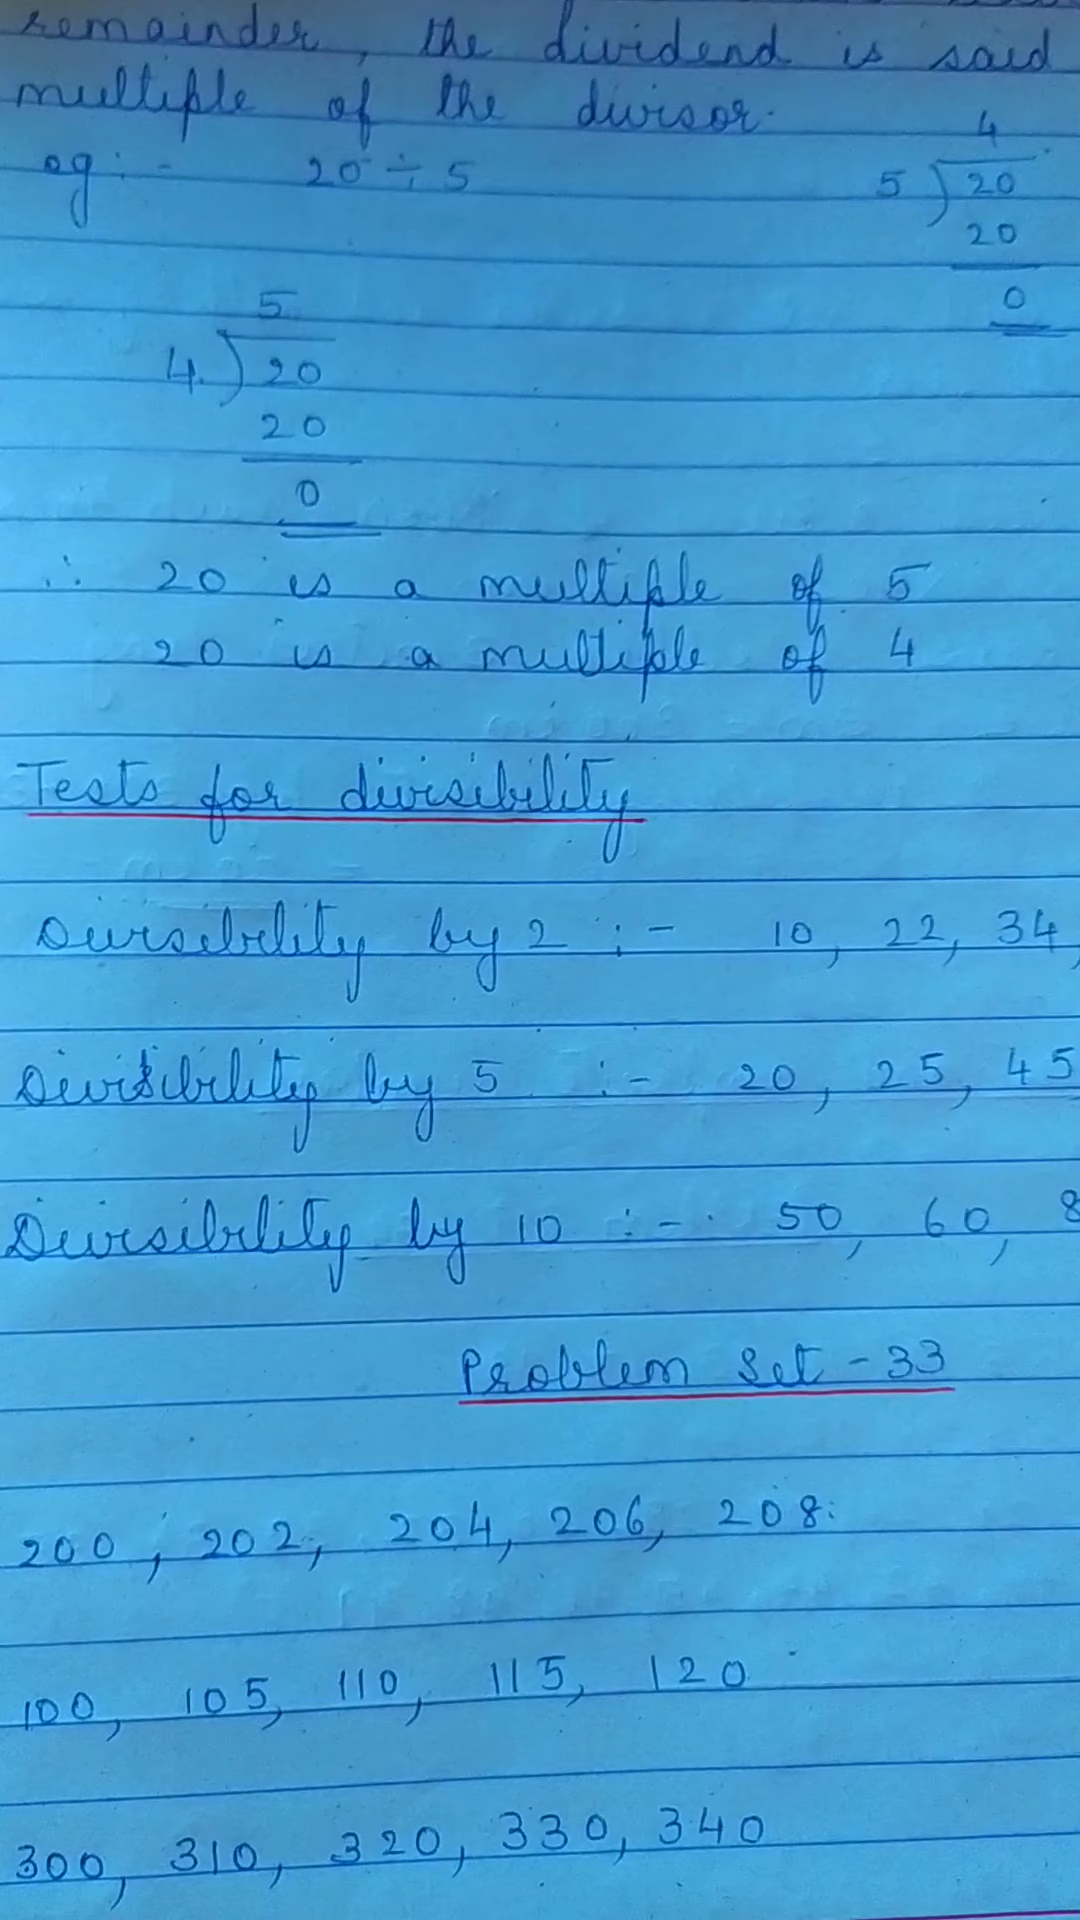 remainder, the dividend is said
multiple of the divisor.
eg :- 20 ÷ 5
4
5 ) 20
20
0
5
4 ) 20
20
0
∴ 20 is a multiple of 5
20 is a multiple of 4
Tests for divisibility
Divisibility by 2 :- 10, 22, 34,
Divisibility by 5 :- 20, 25, 45
Divisibility by 10 :- 50, 60, 8
Problem Set - 33
200, 202, 204, 206, 208.
100, 105, 110, 115, 120
300, 310, 320, 330, 340